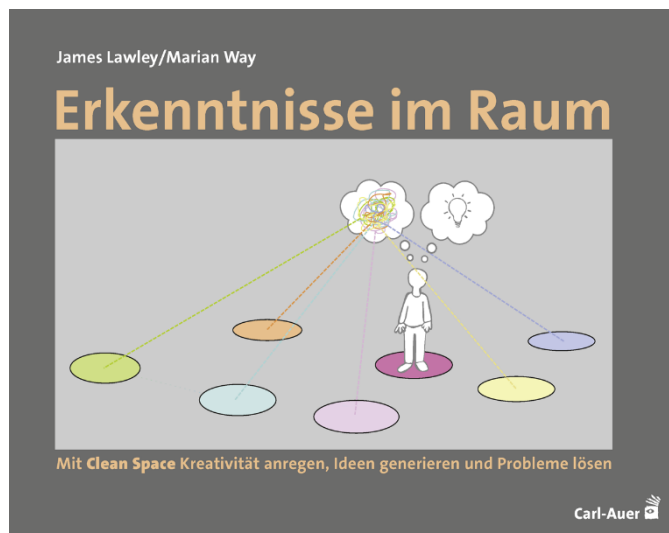 James Lawley/Marian Way
Erkenntnisse im Raum
Mit Clean Space Kreativität anregen, Ideen generieren und Probleme lösen
Carl-Auer